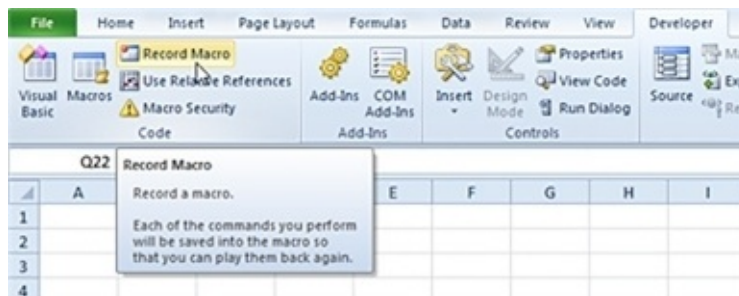 File Home Insert Page Layout Formulas Data Review View Developer
Visual Basic
Macros
Record Macro
Use Relative References
Macro Security
Code
Add-Ins
COM Add-Ins
Add-Ins
Insert
Design Mode
Properties
View Code
Run Dialog
Controls
Source
Q22
Record Macro
Record a macro.
Each of the commands you perform
will be saved into the macro so
that you can play them back again.
A E F G H I
1
2
3
4